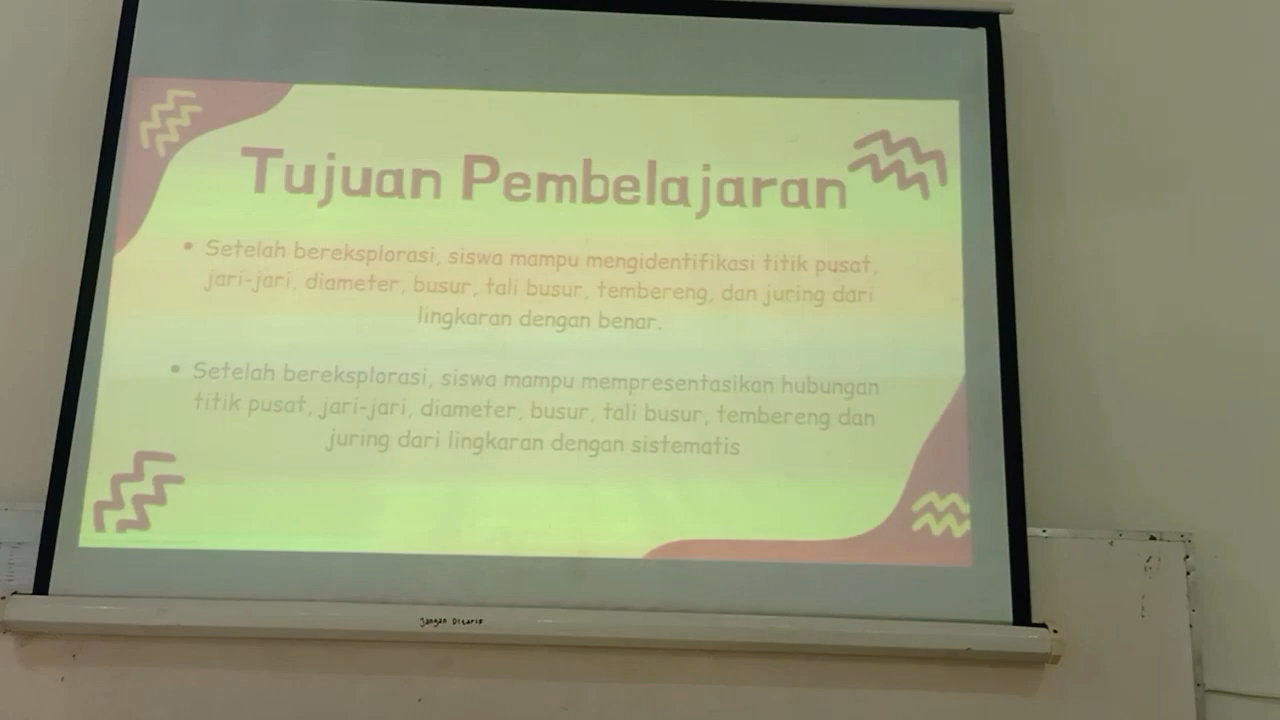 Tujuan Pembelajaran
• Setelah bereksplorasi, siswa mampu mengidentifikasi titik pusat,
jari-jari, diameter, busur, tali busur, tembereng, dan juring dari
lingkaran dengan benar.
• Setelah bereksplorasi, siswa mampu mempresentasikan hubungan
titik pusat, jari-jari, diameter, busur, tali busur, tembereng dan
juring dari lingkaran dengan sistematis
Jangan Ditaris